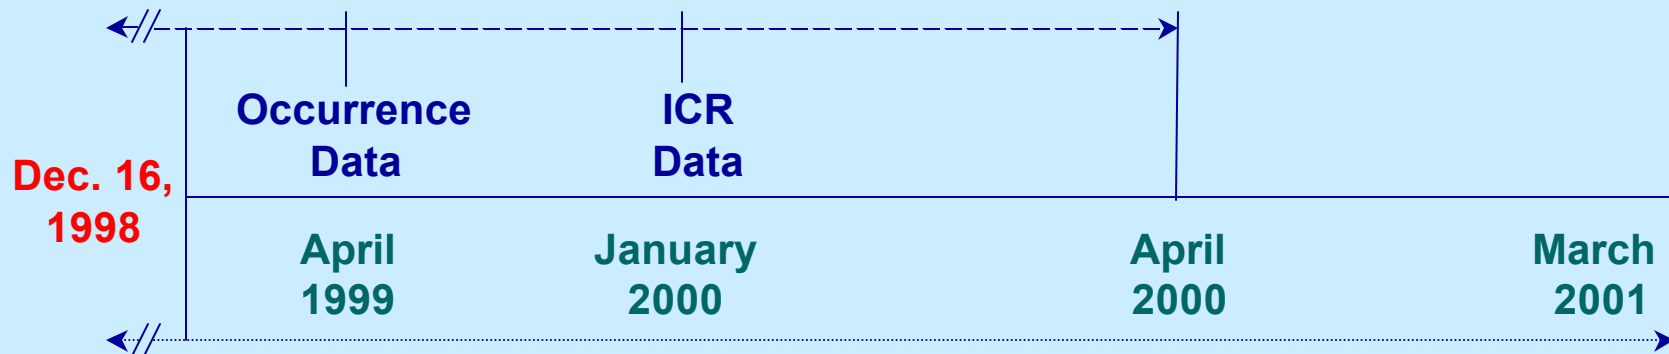 Occurrence
Data
ICR
Data
Dec. 16,
1998
April
1999
January
2000
April
2000
March
2001